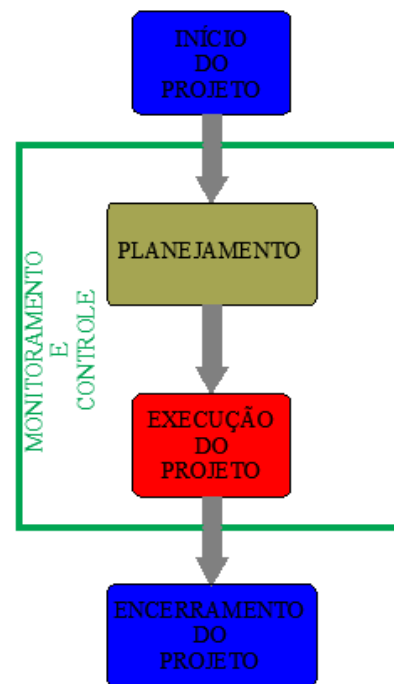 INÍCIO
DO
PROJETO
PLANEJAMENTO
MONITORAMENTO
E
CONTROLE
EXECUÇÃO
DO
PROJETO
ENCERRAMENTO
DO
PROJETO